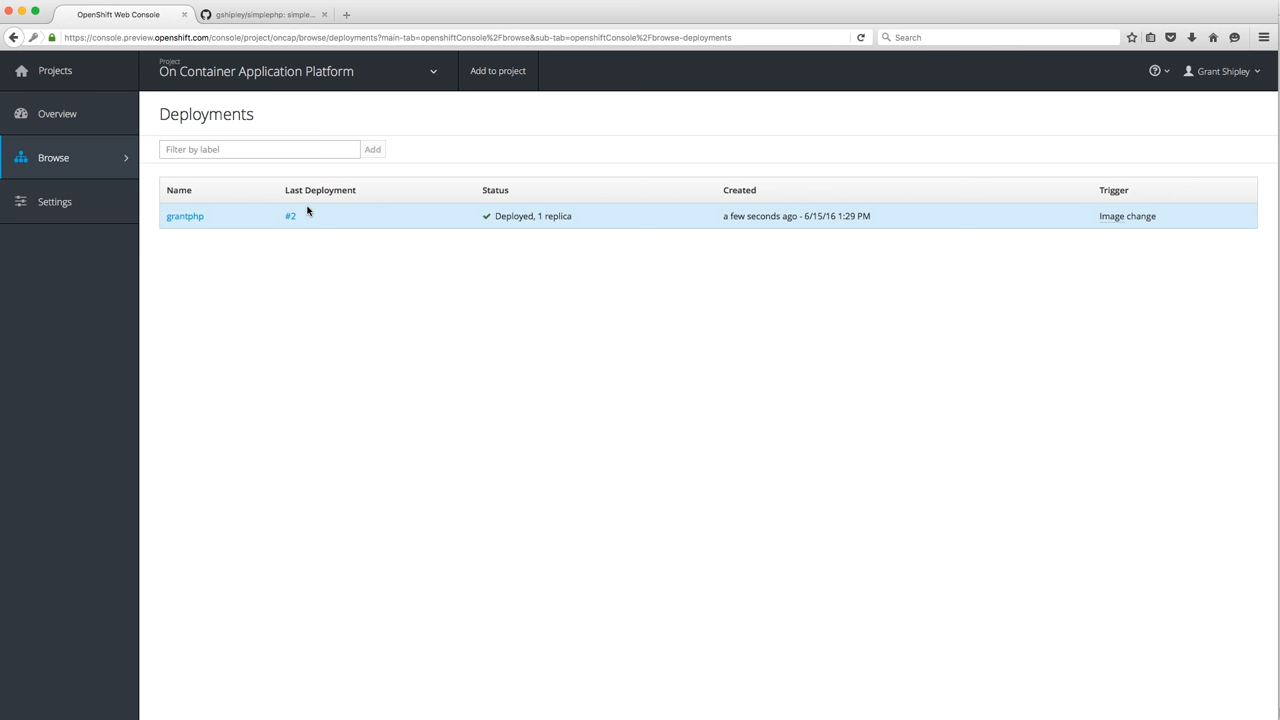 OpenShift Web Console
gshipley/simplephp: simple...
https://console.preview.openshift.com/console/project/oncap/browse/deployments?main-tab=openshiftConsole%2Fbrowse&sub-tab=openshiftConsole%2Fbrowse-deployments
Search
Projects
Project
On Container Application Platform
Add to project
Grant Shipley
Overview
Browse
Settings
Deployments
Filter by label
Add
Name Last Deployment Status Created Trigger
grantphp #2 Deployed, 1 replica a few seconds ago - 6/15/16 1:29 PM Image change